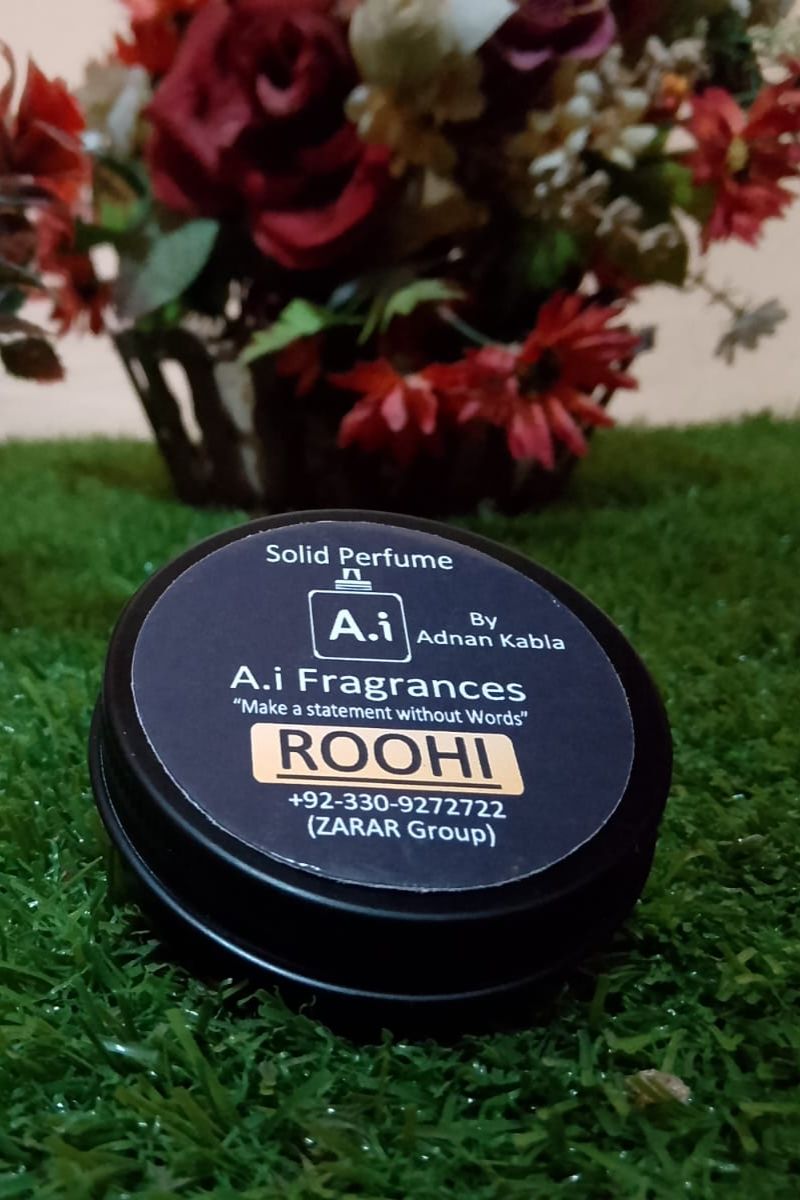 Solid Perfume
A.i
By
Adnan Kabla
A.i Fragrances
“Make a statement without Words”
ROOHI
+92-330-9272722
(ZARAR Group)